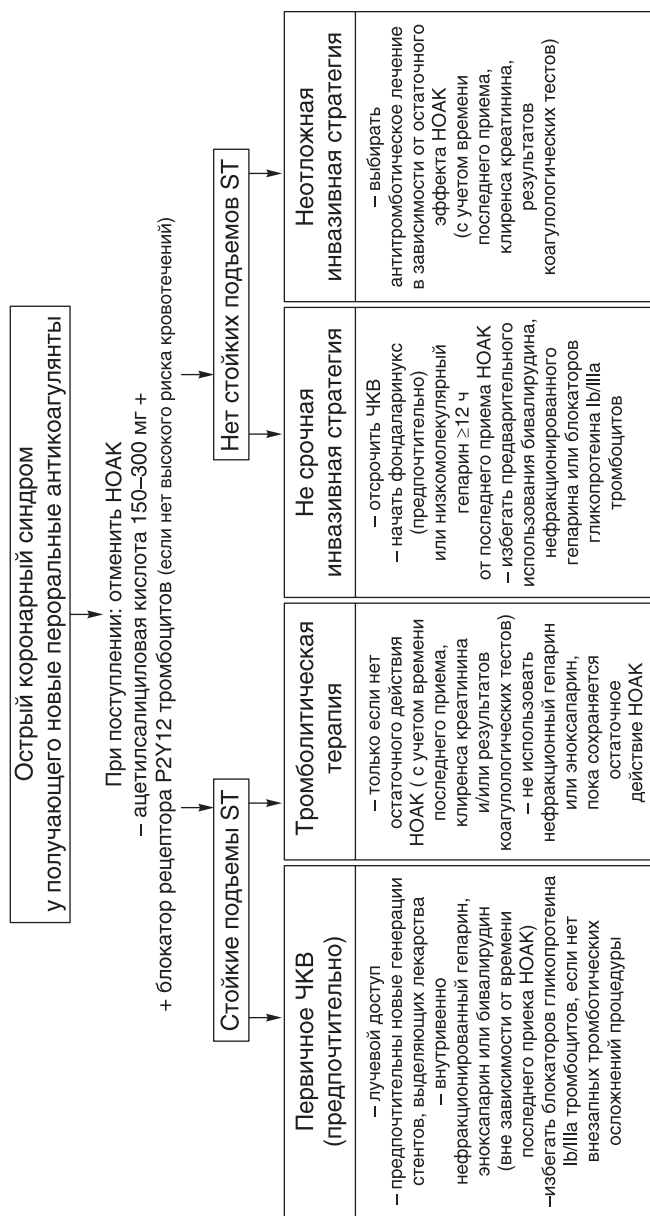 Острый коронарный синдром
у получающего новые пероральные антикоагулянты
При поступлении: отменить НОАК
– ацетилсалициловая кислота 150–300 мг +
+ блокатор рецептора P2Y12 тромбоцитов (если нет высокого риска кровотечений)
Стойкие подъемы ST
Нет стойких подъемов ST
Первичное ЧКВ
(предпочтительно)
– лучевой доступ
– предпочтительны новые генерации
стентов, выделяющих лекарства
– внутривенно
нефракционированный гепарин,
эноксапарин или бивалирудин
(вне зависимости от времени
последнего приека НОАК)
–избегать блокаторов гликопротеина
Ib/IIIa тромбоцитов, если нет
внезапных тромботических
осложнений процедуры
Тромболитическая
терапия
– только если нет
остаточного действия
НОАК ( с учетом времени
последнего приема,
клиренса креатинина
и/или результатов
коагулологических тестов)
– не использовать
нефракционный гепарин
или эноксапарин,
пока сохраняется
остаточное
действие НОАК
Не срочная
инвазивная стратегия
– отсрочить ЧКВ
– начать фондапаринукс
(предпочтительно)
или низкомолекулярный
гепарин ≥12 ч
от последнего приема НОАК
– избегать предварительного
использования бивалирудина,
нефракционированного
гепарина или блокаторов
гликопротеина Ib/IIIa
тромбоцитов
Неотложная
инвазивная стратегия
– выбирать
антитромботическое лечение
в зависимости от остаточного
эффекта НОАК
(с учетом времени
последнего приема,
клиренса креатинина,
результатов
коагулологических тестов)